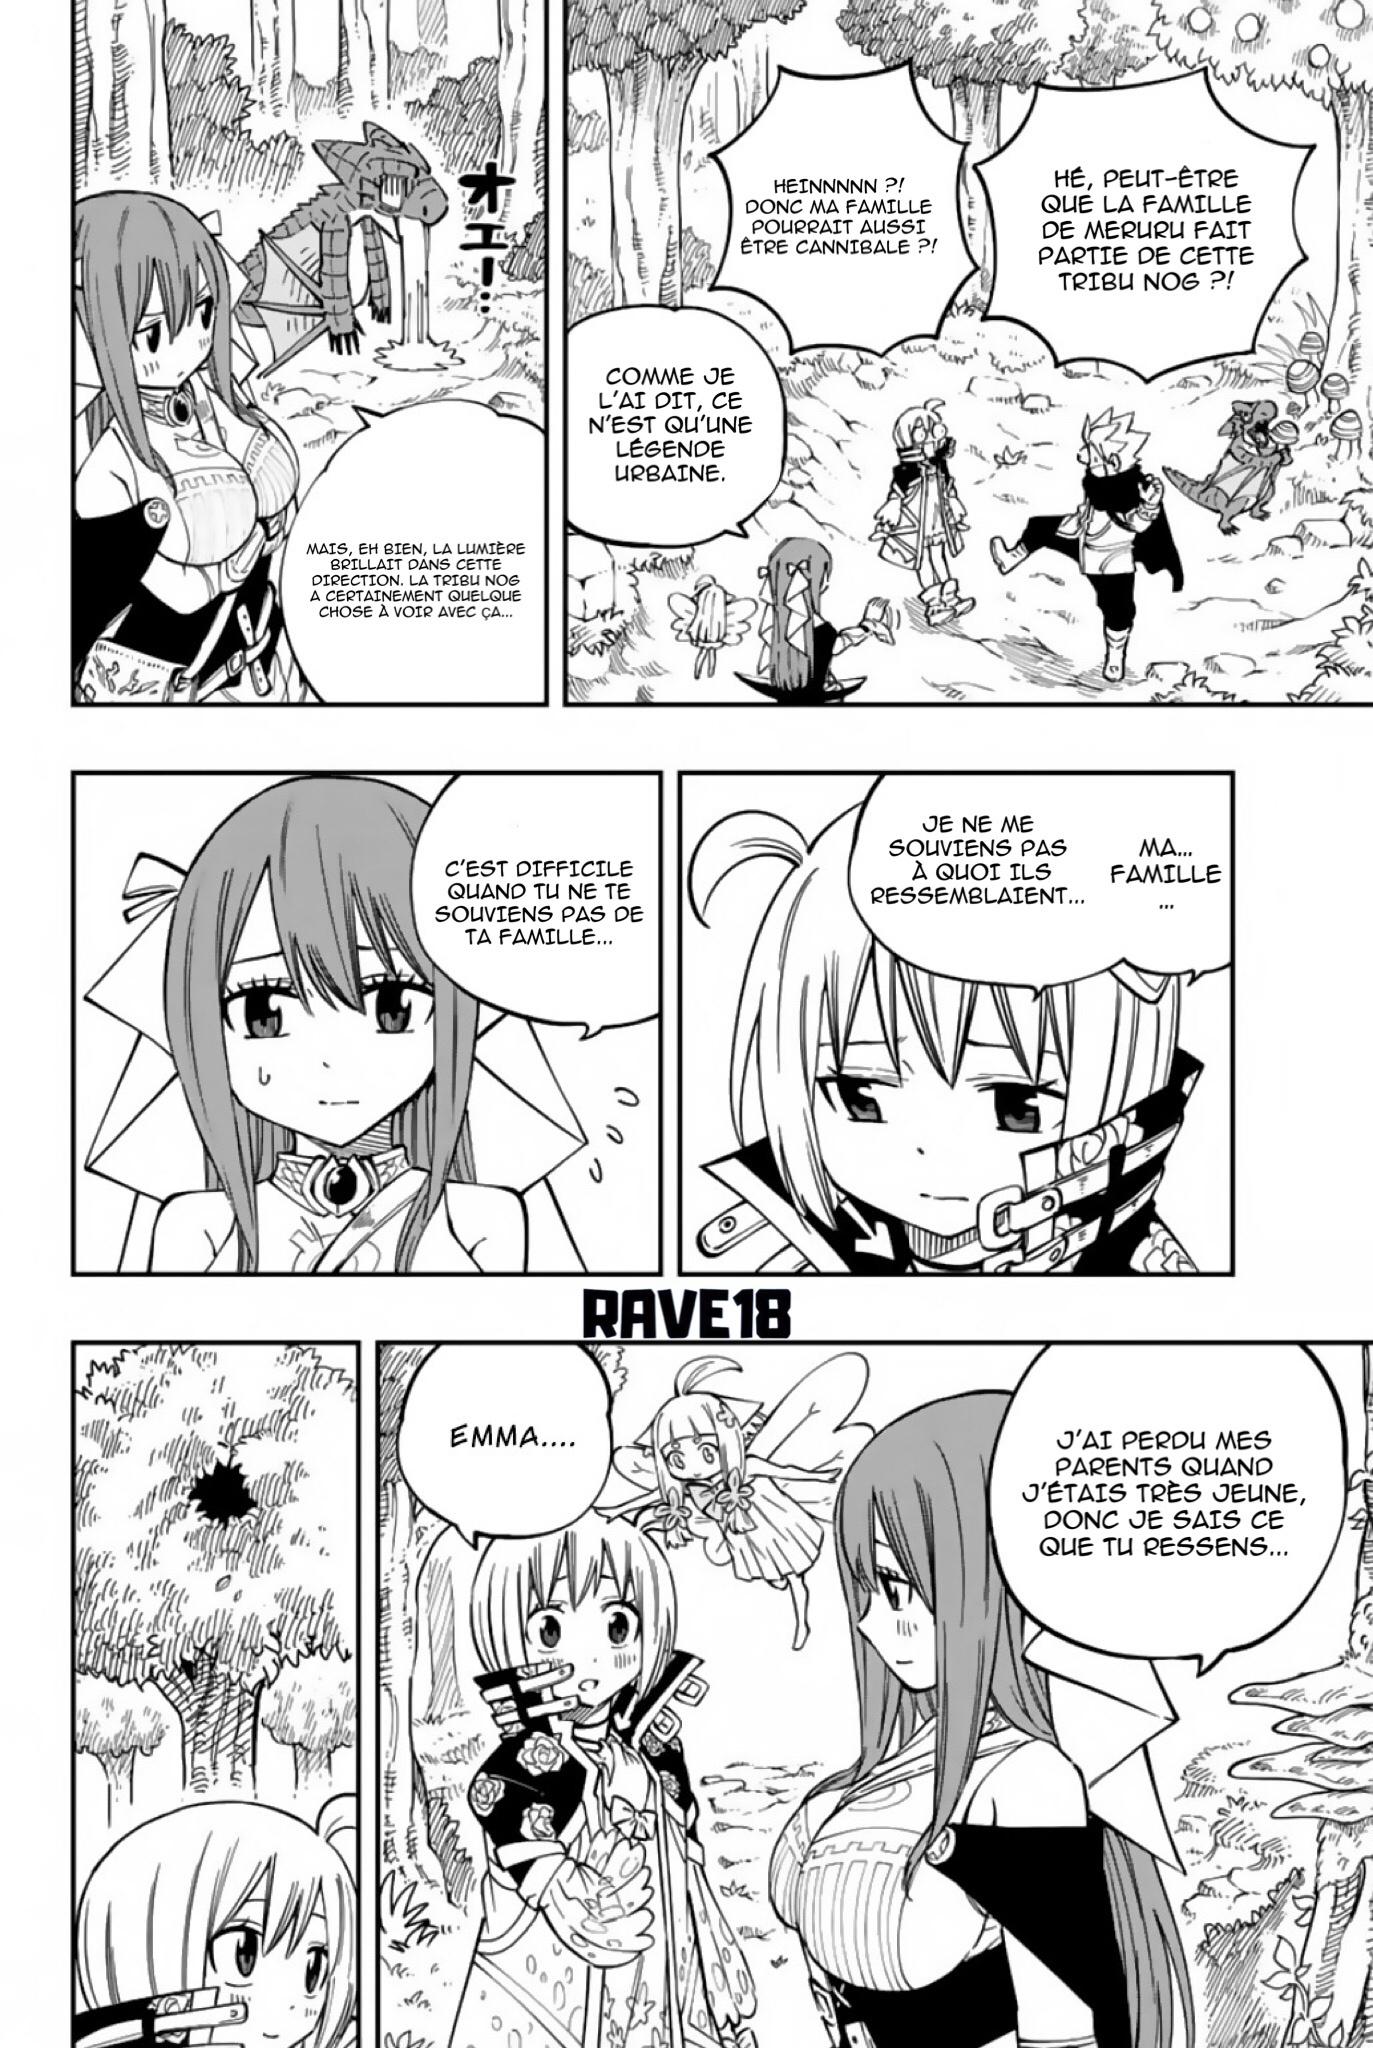 HÉ, PEUT-ÊTRE
QUE LA FAMILLE
DE MERURU FAIT
PARTIE DE CETTE
TRIBU NOG ?!
HEINNNNN ?!
DONC MA FAMILLE
POURRAIT AUSSI
ÊTRE CANNIBALE ?!
COMME JE
L'AI DIT, CE
N'EST QU'UNE
LÉGENDE
URBAINE.
オエー…
MAIS, EH BIEN, LA LUMIÈRE
BRILLAIT DANS CETTE
DIRECTION. LA TRIBU NOG
A CERTAINEMENT QUELQUE
CHOSE À VOIR AVEC ÇA...
MA...
FAMILLE
...
JE NE ME
SOUVIENS PAS
À QUOI ILS
RESSEMBLAIENT...
C'EST DIFFICILE
QUAND TU NE TE
SOUVIENS PAS DE
TA FAMILLE...
RAVE18
J'AI PERDU MES
PARENTS QUAND
J'ÉTAIS TRÈS JEUNE,
DONC JE SAIS CE
QUE TU RESSENS...
EMMA....